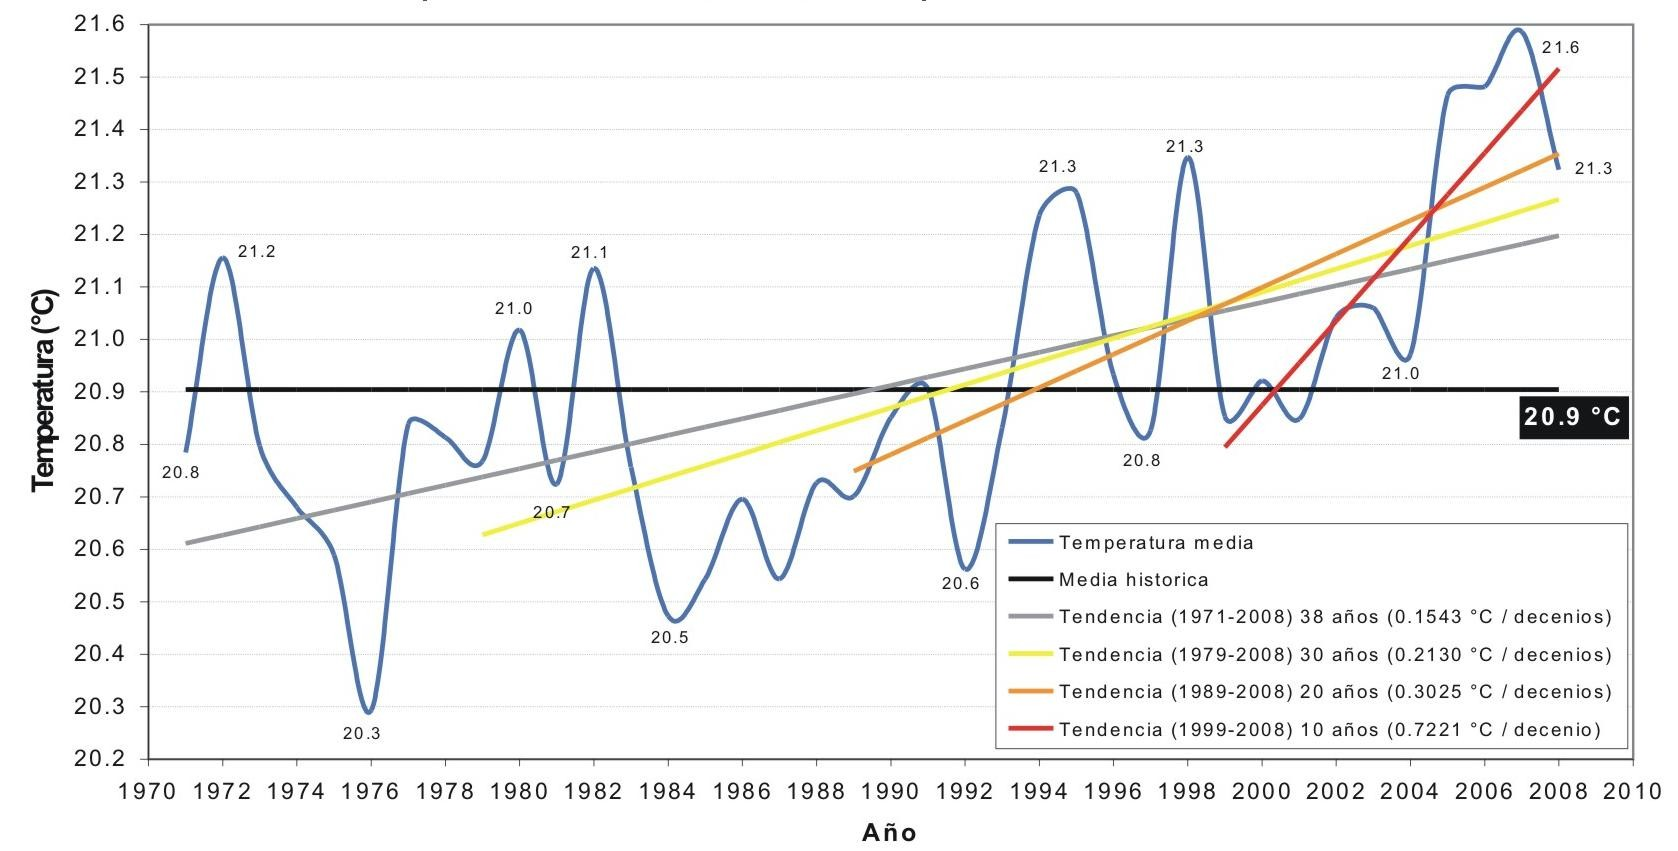 21.6
21.5
21.4
21.3
21.2
21.1
21.0
20.9
20.8
20.7
20.6
20.5
20.4
20.3
20.2
Temperatura (°C)
20.8
21.2
20.3
21.0
20.7
21.1
20.5
20.6
21.3
20.8
21.3
21.0
21.6
21.3
20.9 °C
Temperatura media
Media historica
Tendencia (1971-2008) 38 años (0.1543 °C / decenios)
Tendencia (1979-2008) 30 años (0.2130 °C / decenios)
Tendencia (1989-2008) 20 años (0.3025 °C / decenios)
Tendencia (1999-2008) 10 años (0.7221 °C / decenio)
1970 1972 1974 1976 1978 1980 1982 1984 1986 1988 1990 1992 1994 1996 1998 2000 2002 2004 2006 2008 2010
Año